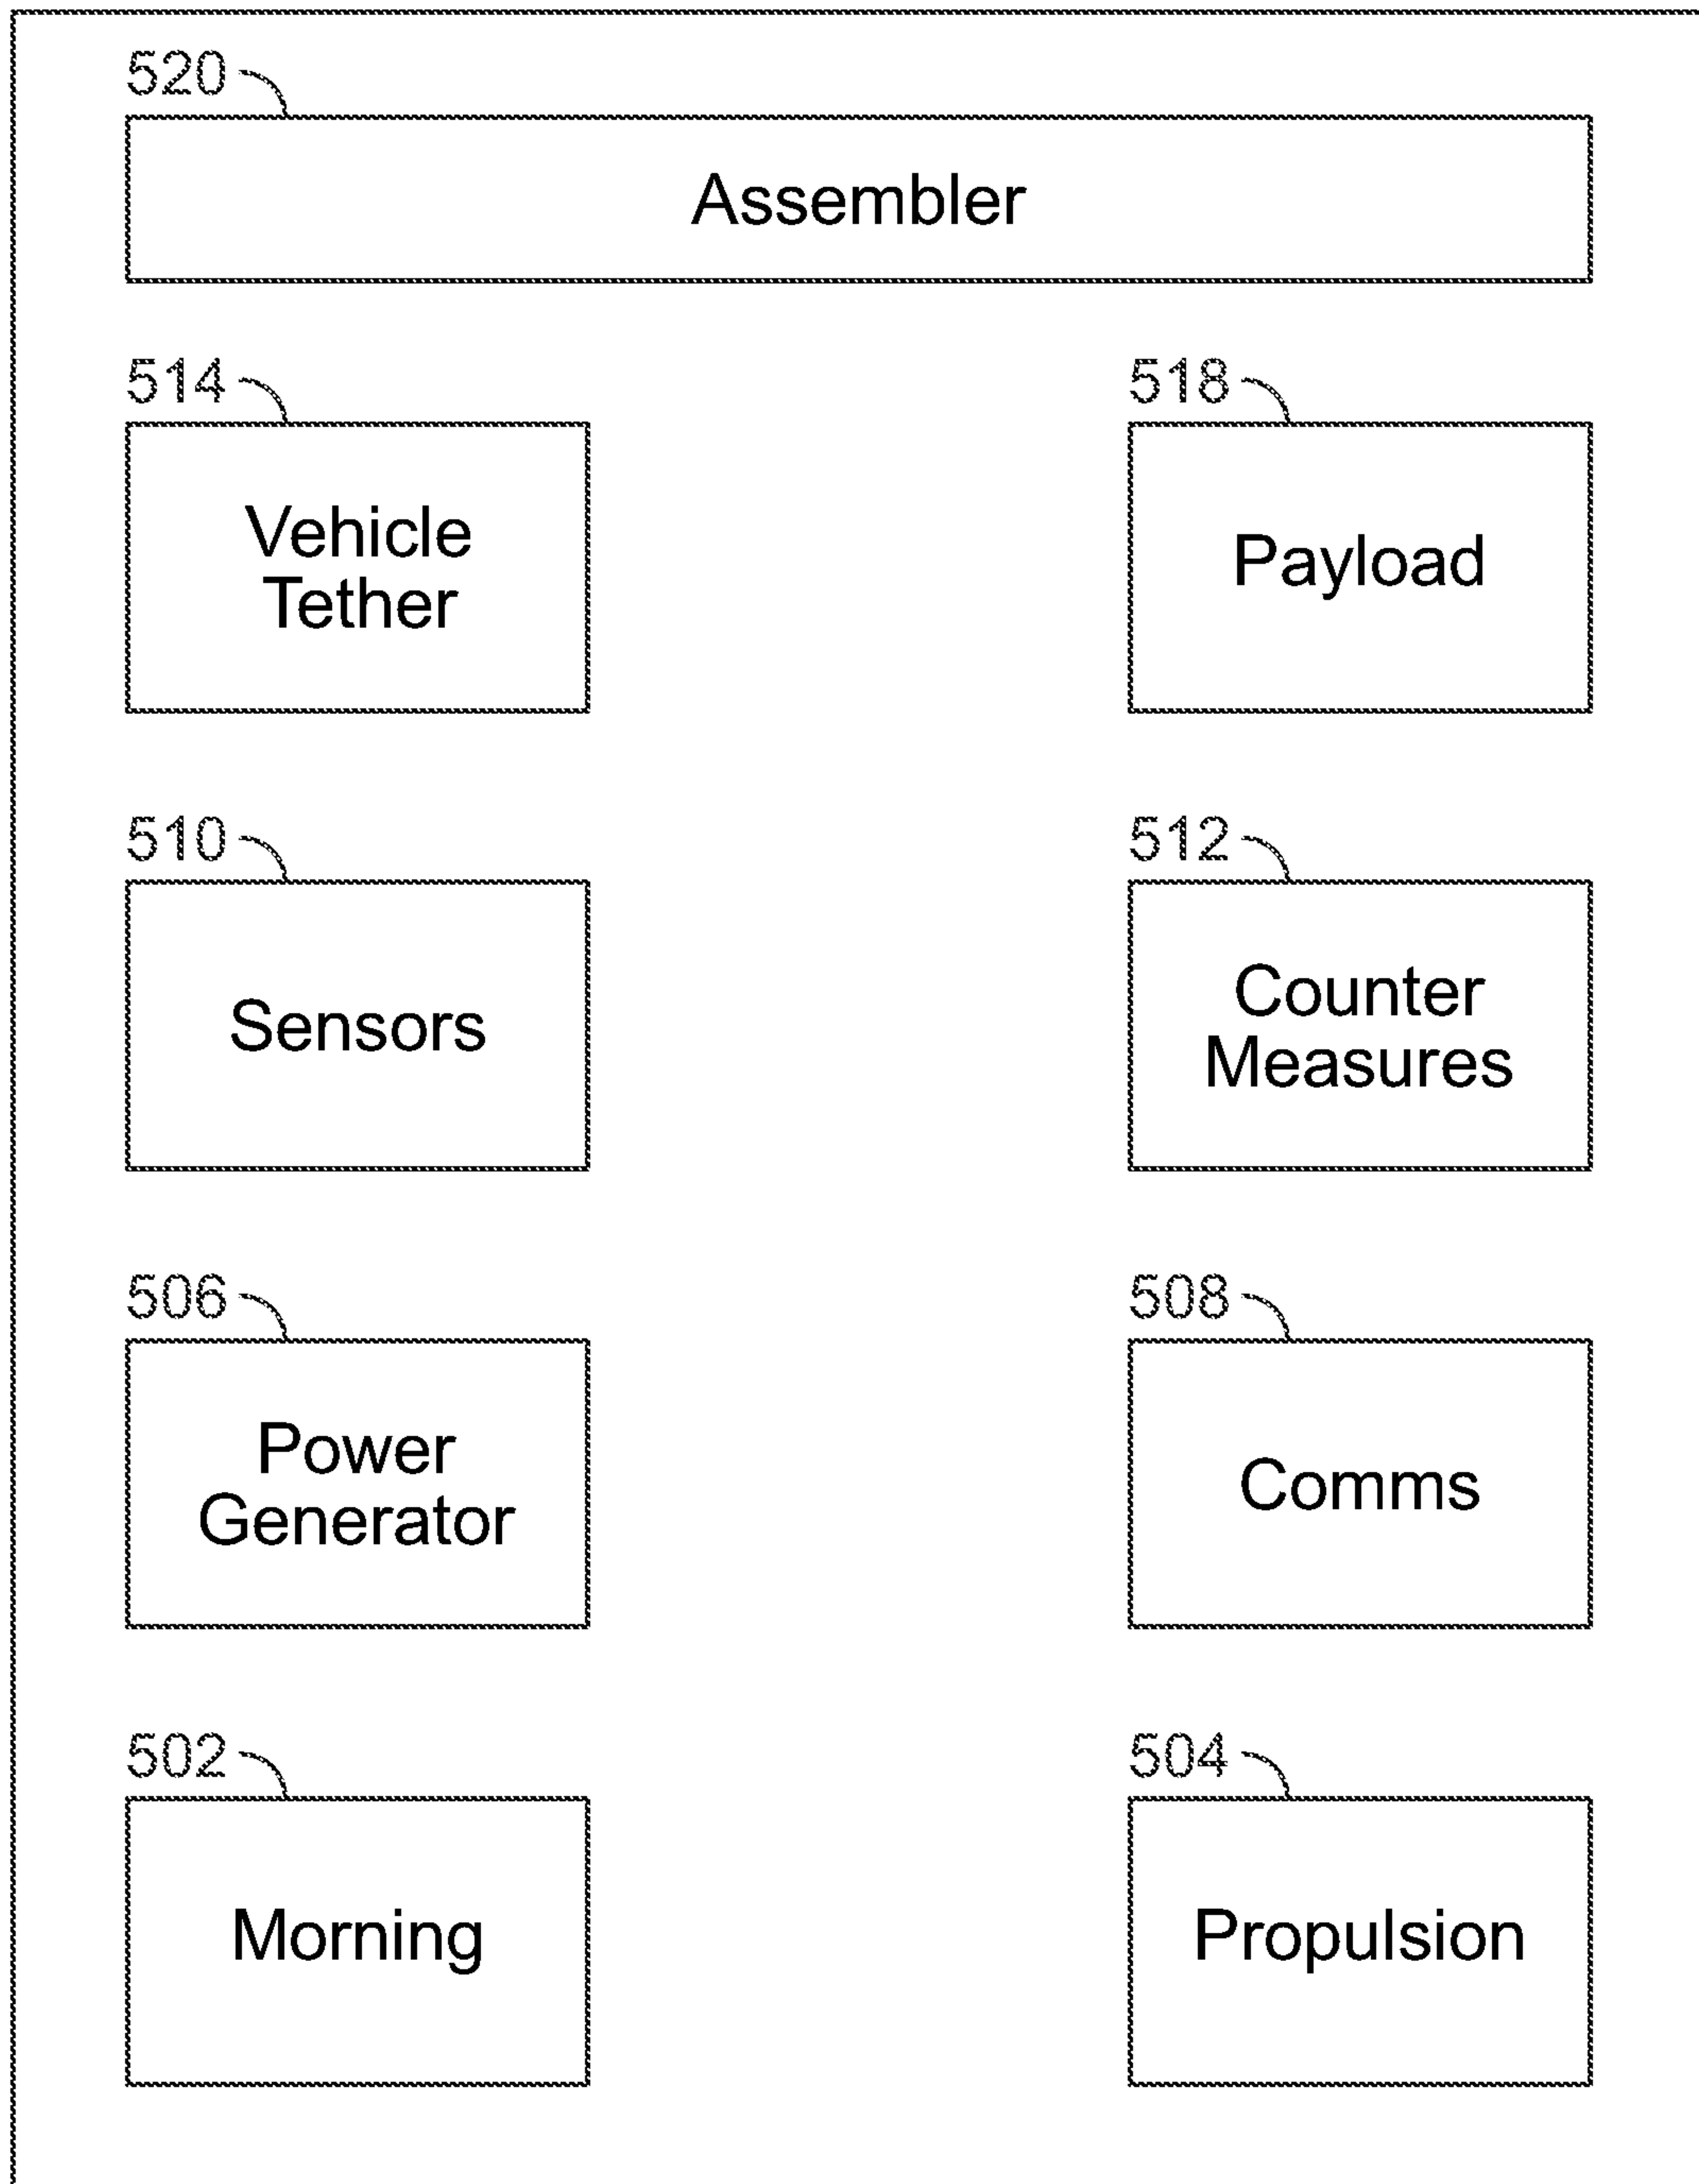 520
Assembler
514
Vehicle
Tether
518
Payload
510
Sensors
512
Counter
Measures
506
Power
Generator
508
Comms
502
Morning
504
Propulsion